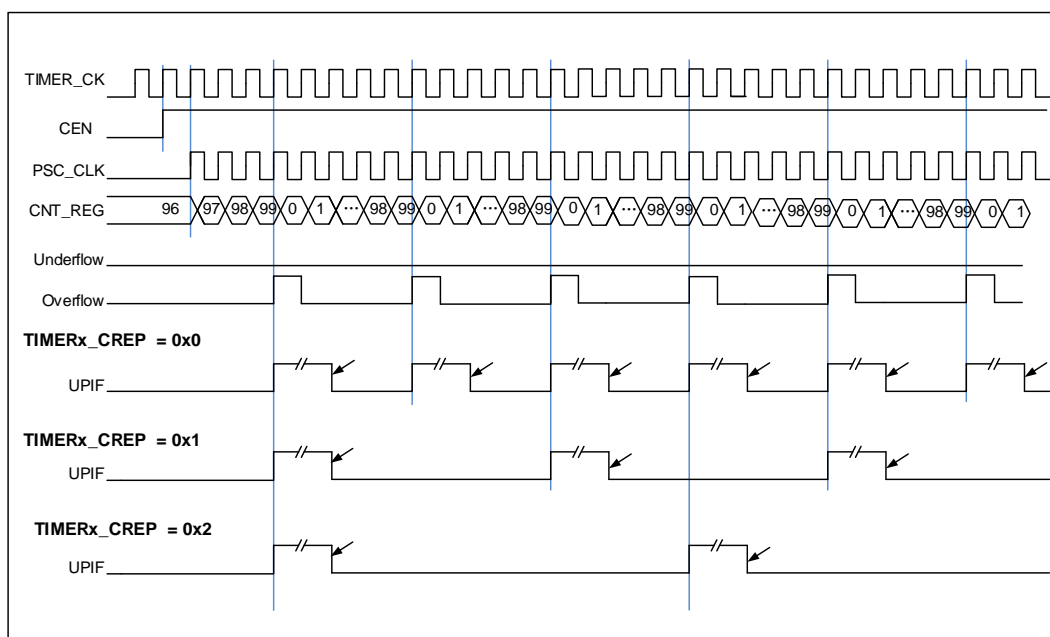 TIMER_CK
CEN
PSC_CLK
CNT_REG 96 97 98 99 0 1 ... 98 99 0 1 ... 98 99 0 1 ... 98 99 0 1 ... 98 99 0 1 ... 98 99 0 1
Underflow
Overflow
TIMERx_CREP = 0x0
UPIF
TIMERx_CREP = 0x1
UPIF
TIMERx_CREP = 0x2
UPIF